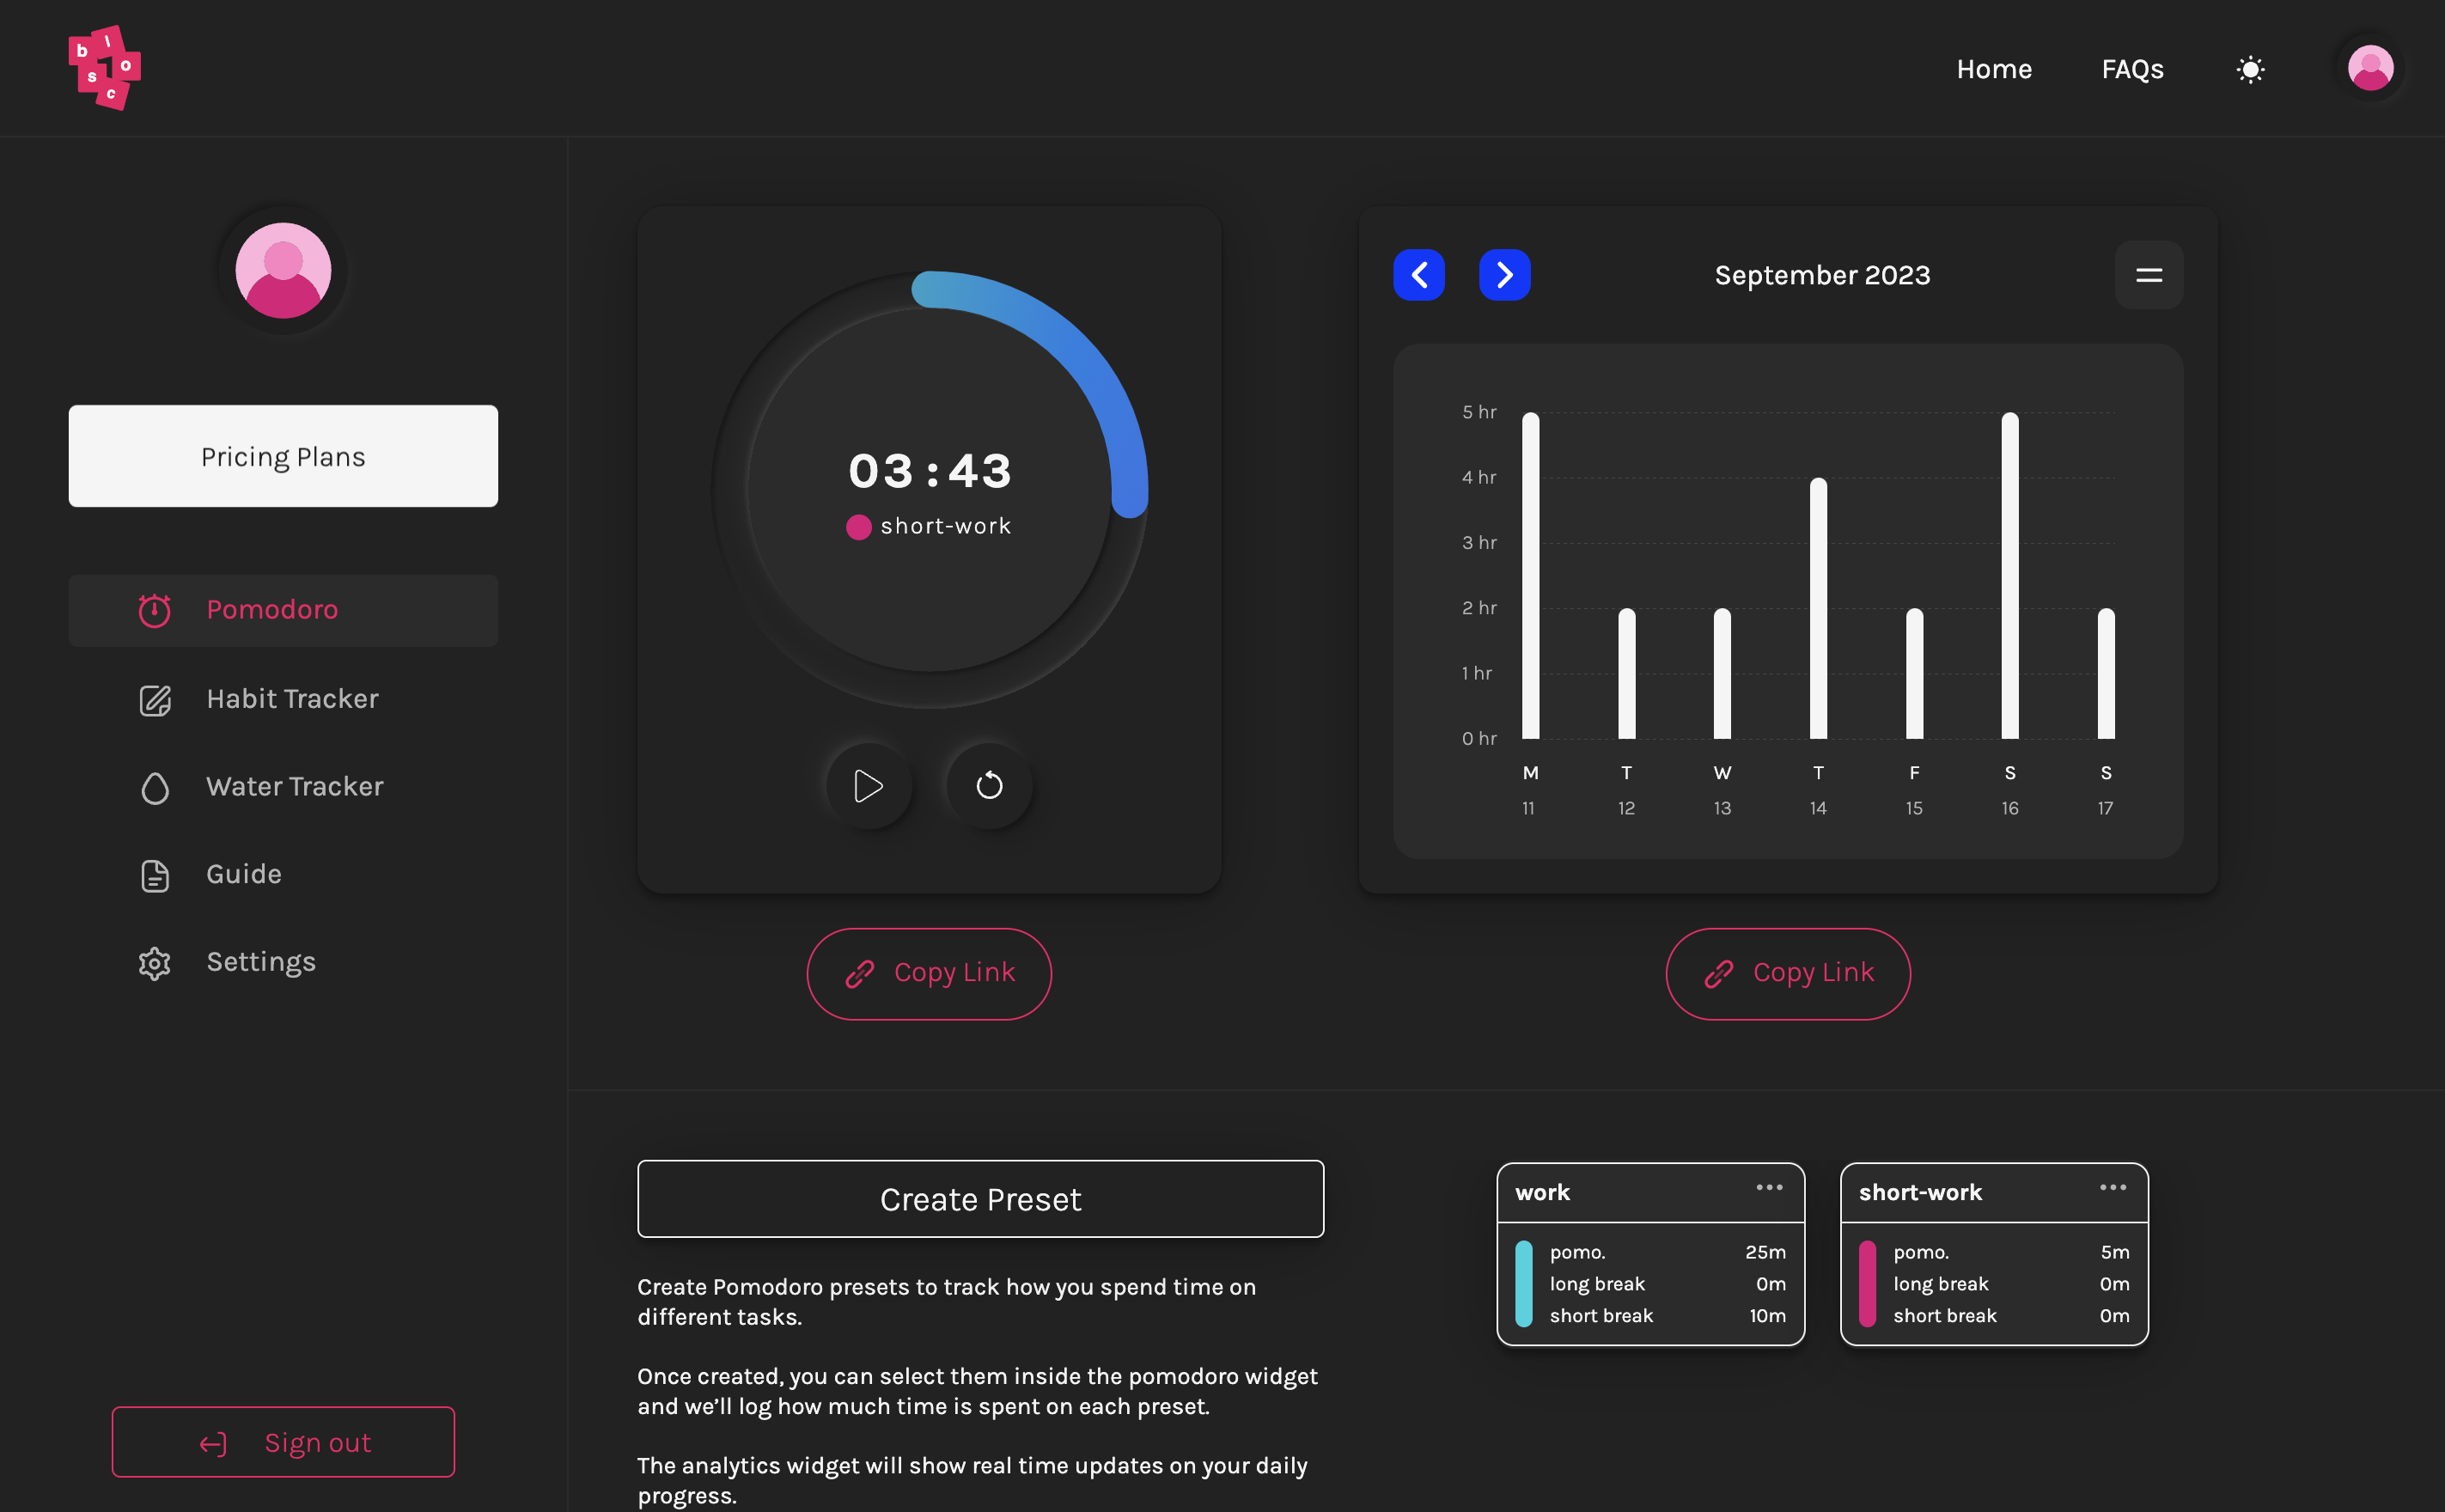 b l o s c
Home
FAQs
Pricing Plans
Pomodoro
Habit Tracker
Water Tracker
Guide
Settings
Sign out
03:43
short-work
Copy Link
September 2023
5 hr
4 hr
3 hr
2 hr
1 hr
0 hr
M T W T F S S
11 12 13 14 15 16 17
Copy Link
Create Preset
Create Pomodoro presets to track how you spend time on
different tasks.
Once created, you can select them inside the pomodoro widget
and we’ll log how much time is spent on each preset.
The analytics widget will show real time updates on your daily
progress.
work
pomo. 25m
long break 0m
short break 10m
short-work
pomo. 5m
long break 0m
short break 0m